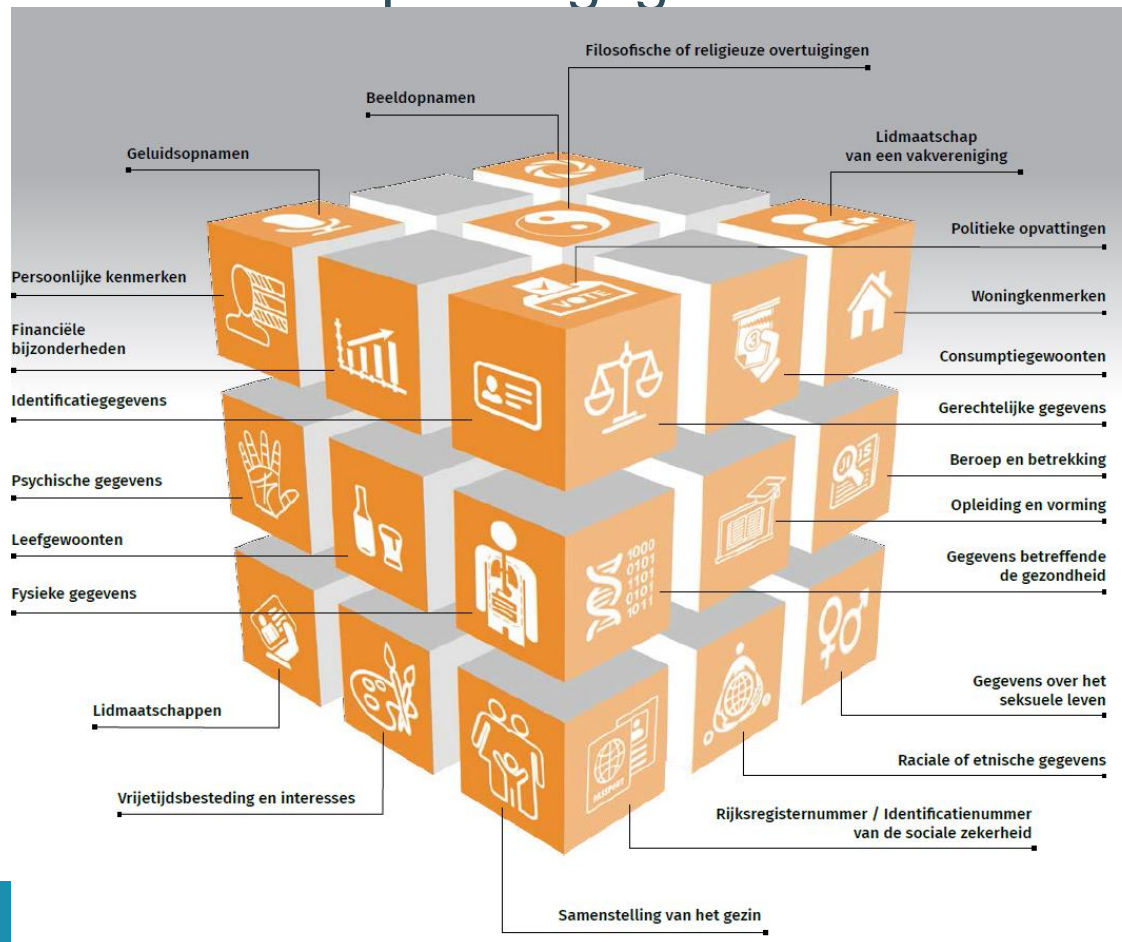 Filosofische of religieuze overtuigingen
Beeldopnamen
Geluidsopnamen
Lidmaatschap
van een vakvereniging
Politieke opvattingen
Persoonlijke kenmerken
Woningkenmerken
Financiële
bijzonderheden
Consumptiegewoonten
Identificatiegegevens
Gerechtelijke gegevens
VOTE
3
Beroep en betrekking
Psychische gegevens
Opleiding en vorming
Leefgewoonten
Gegevens betreffende
de gezondheid
Fysieke gegevens
1000
0101
1101
0101
1011
Gegevens over het
seksuele leven
Lidmaatschappen
Raciale of etnische gegevens
PASSPORT
Vrijetijdsbesteding en interesses
Rijksregisternummer / Identificatienummer
van de sociale zekerheid
Samenstelling van het gezin